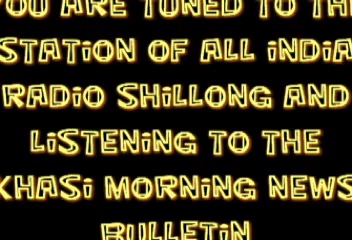 YOU ARE TUNED TO THE
STATION OF ALL INDIA
RADIO SHILLONG AND
LISTENING TO THE
KHASI MORNING NEWS
BULLETIN